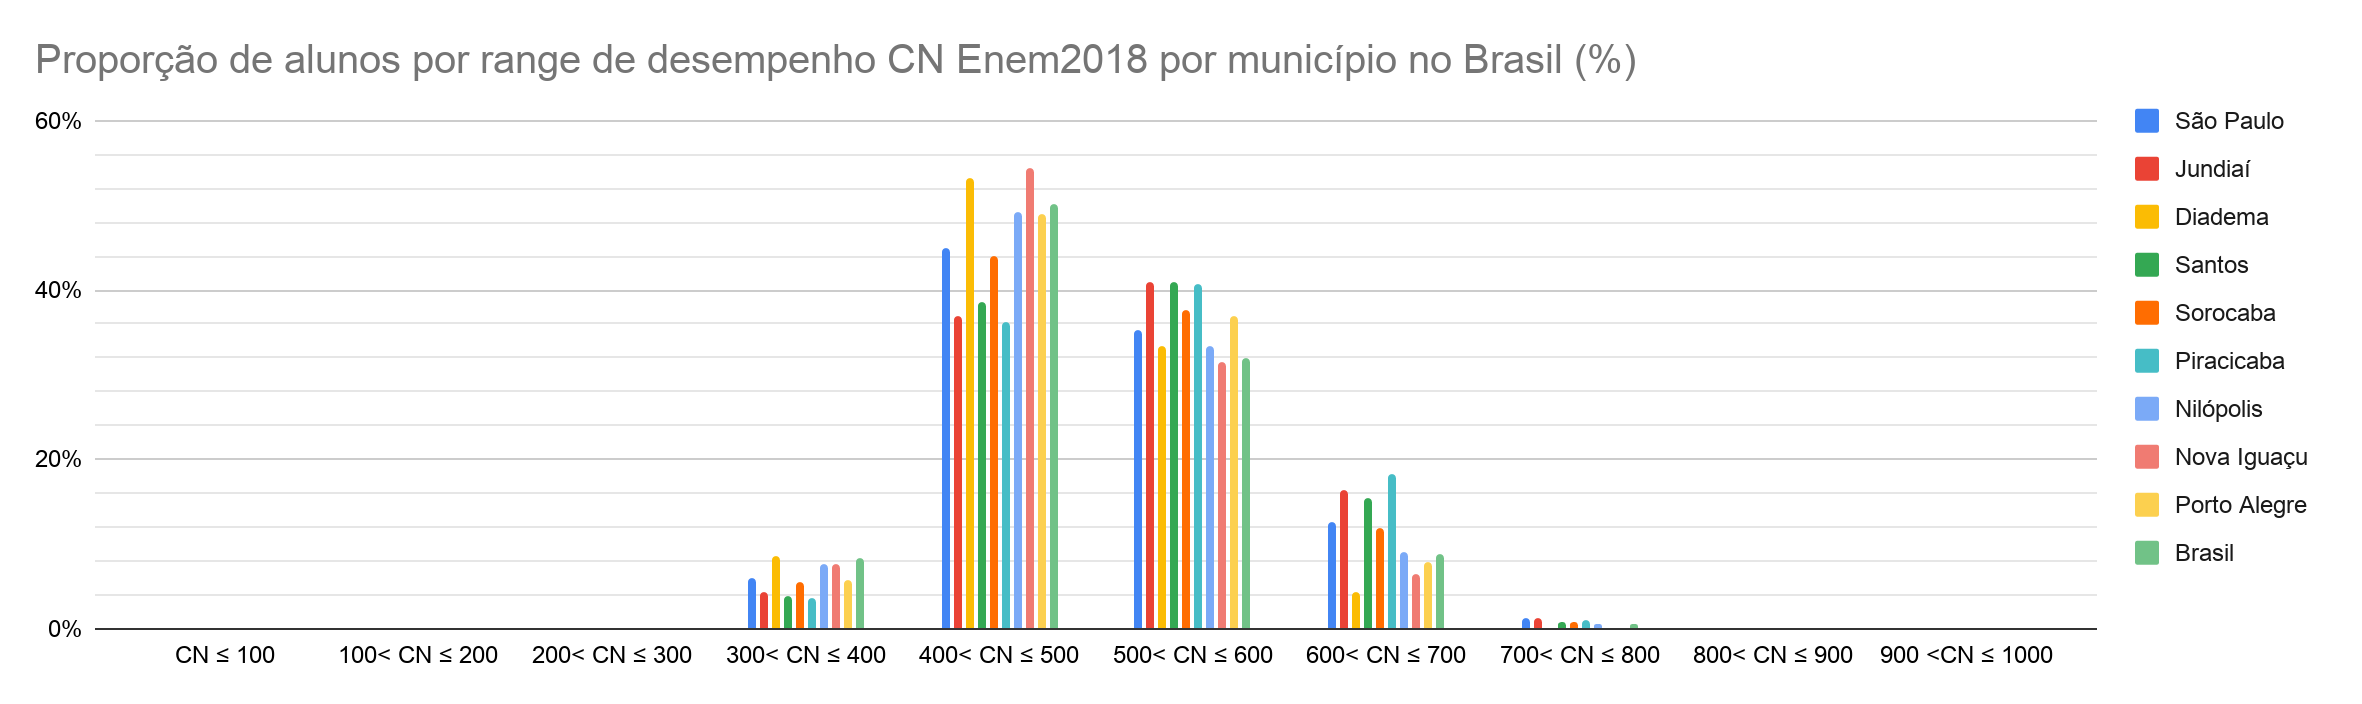 Proporção de alunos por range de desempenho CN Enem2018 por município no Brasil (%)
60%
40%
20%
0%
CN ≤ 100
100< CN ≤ 200
200< CN ≤ 300
300< CN ≤ 400
400< CN ≤ 500
500< CN ≤ 600
600< CN ≤ 700
700< CN ≤ 800
800< CN ≤ 900
900 <CN ≤ 1000
São Paulo
Jundiaí
Diadema
Santos
Sorocaba
Piracicaba
Nilópolis
Nova Iguaçu
Porto Alegre
Brasil